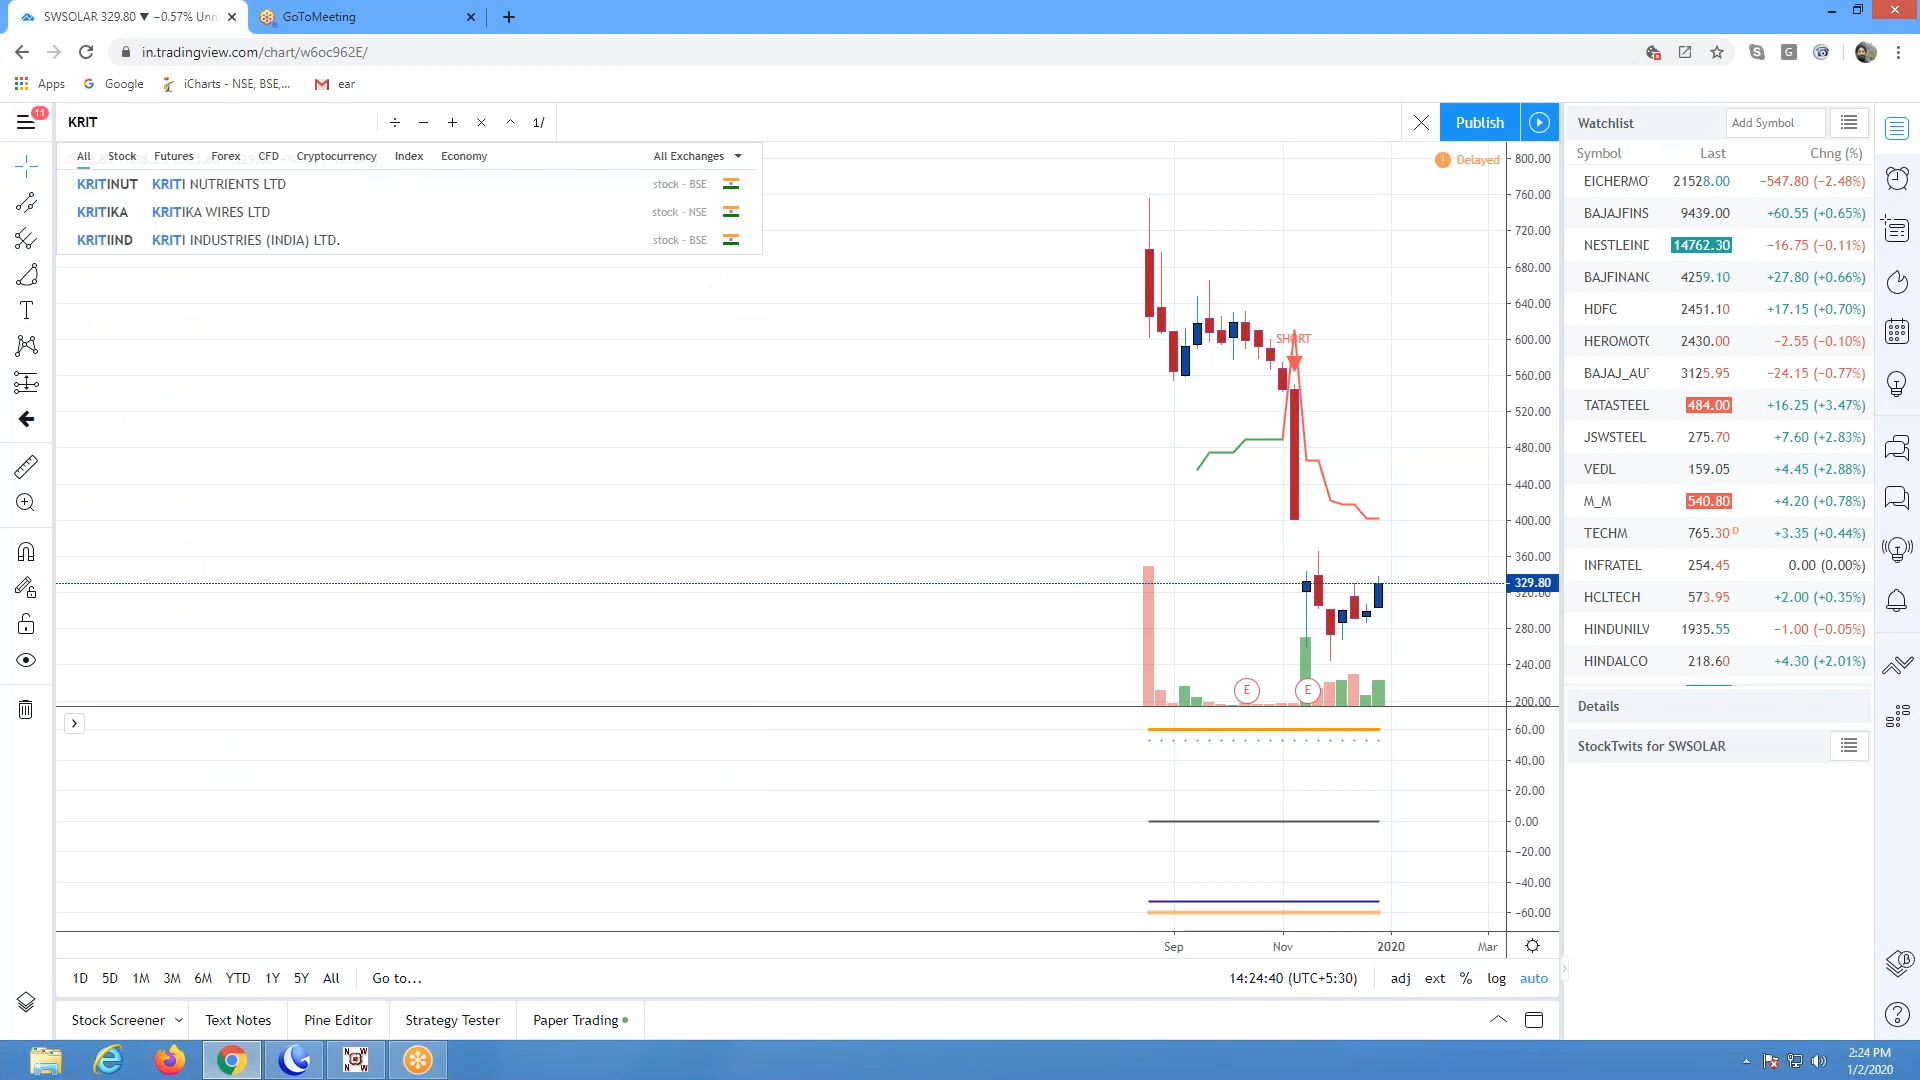 SWSOLAR 329.80 ▼ −0.57% Unn
GoToMeeting
in.tradingview.com/chart/w6oc962E/
Apps
Google
iCharts - NSE, BSE,...
ear
11
KRIT
÷ − + × ^ 1/
Publish
All Stock Futures Forex CFD Cryptocurrency Index Economy All Exchanges
KRITINUT KRITI NUTRIENTS LTD stock - BSE
KRITIKA KRITIKA WIRES LTD stock - NSE
KRITIIND KRITI INDUSTRIES (INDIA) LTD. stock - BSE
Delayed
SHORT
E
E
800.00
760.00
720.00
680.00
640.00
600.00
560.00
520.00
480.00
440.00
400.00
360.00
329.80
320.00
280.00
240.00
200.00
60.00
40.00
20.00
0.00
−20.00
−40.00
−60.00
Sep Nov 2020 Mar
1D 5D 1M 3M 6M YTD 1Y 5Y All Go to...
14:24:40 (UTC+5:30) adj ext % log auto
Stock Screener Text Notes Pine Editor Strategy Tester Paper Trading
Watchlist Add Symbol
Symbol Last Chng (%)
EICHERMO 21528.00 −547.80 (−2.48%)
BAJAJFINS 9439.00 +60.55 (+0.65%)
NESTLEIND 14762.30 −16.75 (−0.11%)
BAJFINANC 4259.10 +27.80 (+0.66%)
HDFC 2451.10 +17.15 (+0.70%)
HEROMOTO 2430.00 −2.55 (−0.10%)
BAJAJ_AUT 3125.95 −24.15 (−0.77%)
TATASTEEL 484.00 +16.25 (+3.47%)
JSWSTEEL 275.70 +7.60 (+2.83%)
VEDL 159.05 +4.45 (+2.88%)
M_M 540.80 +4.20 (+0.78%)
TECHM 765.30 D +3.35 (+0.44%)
INFRATEL 254.45 0.00 (0.00%)
HCLTECH 573.95 +2.00 (+0.35%)
HINDUNILV 1935.55 −1.00 (−0.05%)
HINDALCO 218.60 +4.30 (+2.01%)
Details
StockTwits for SWSOLAR
2:24 PM
1/2/2020